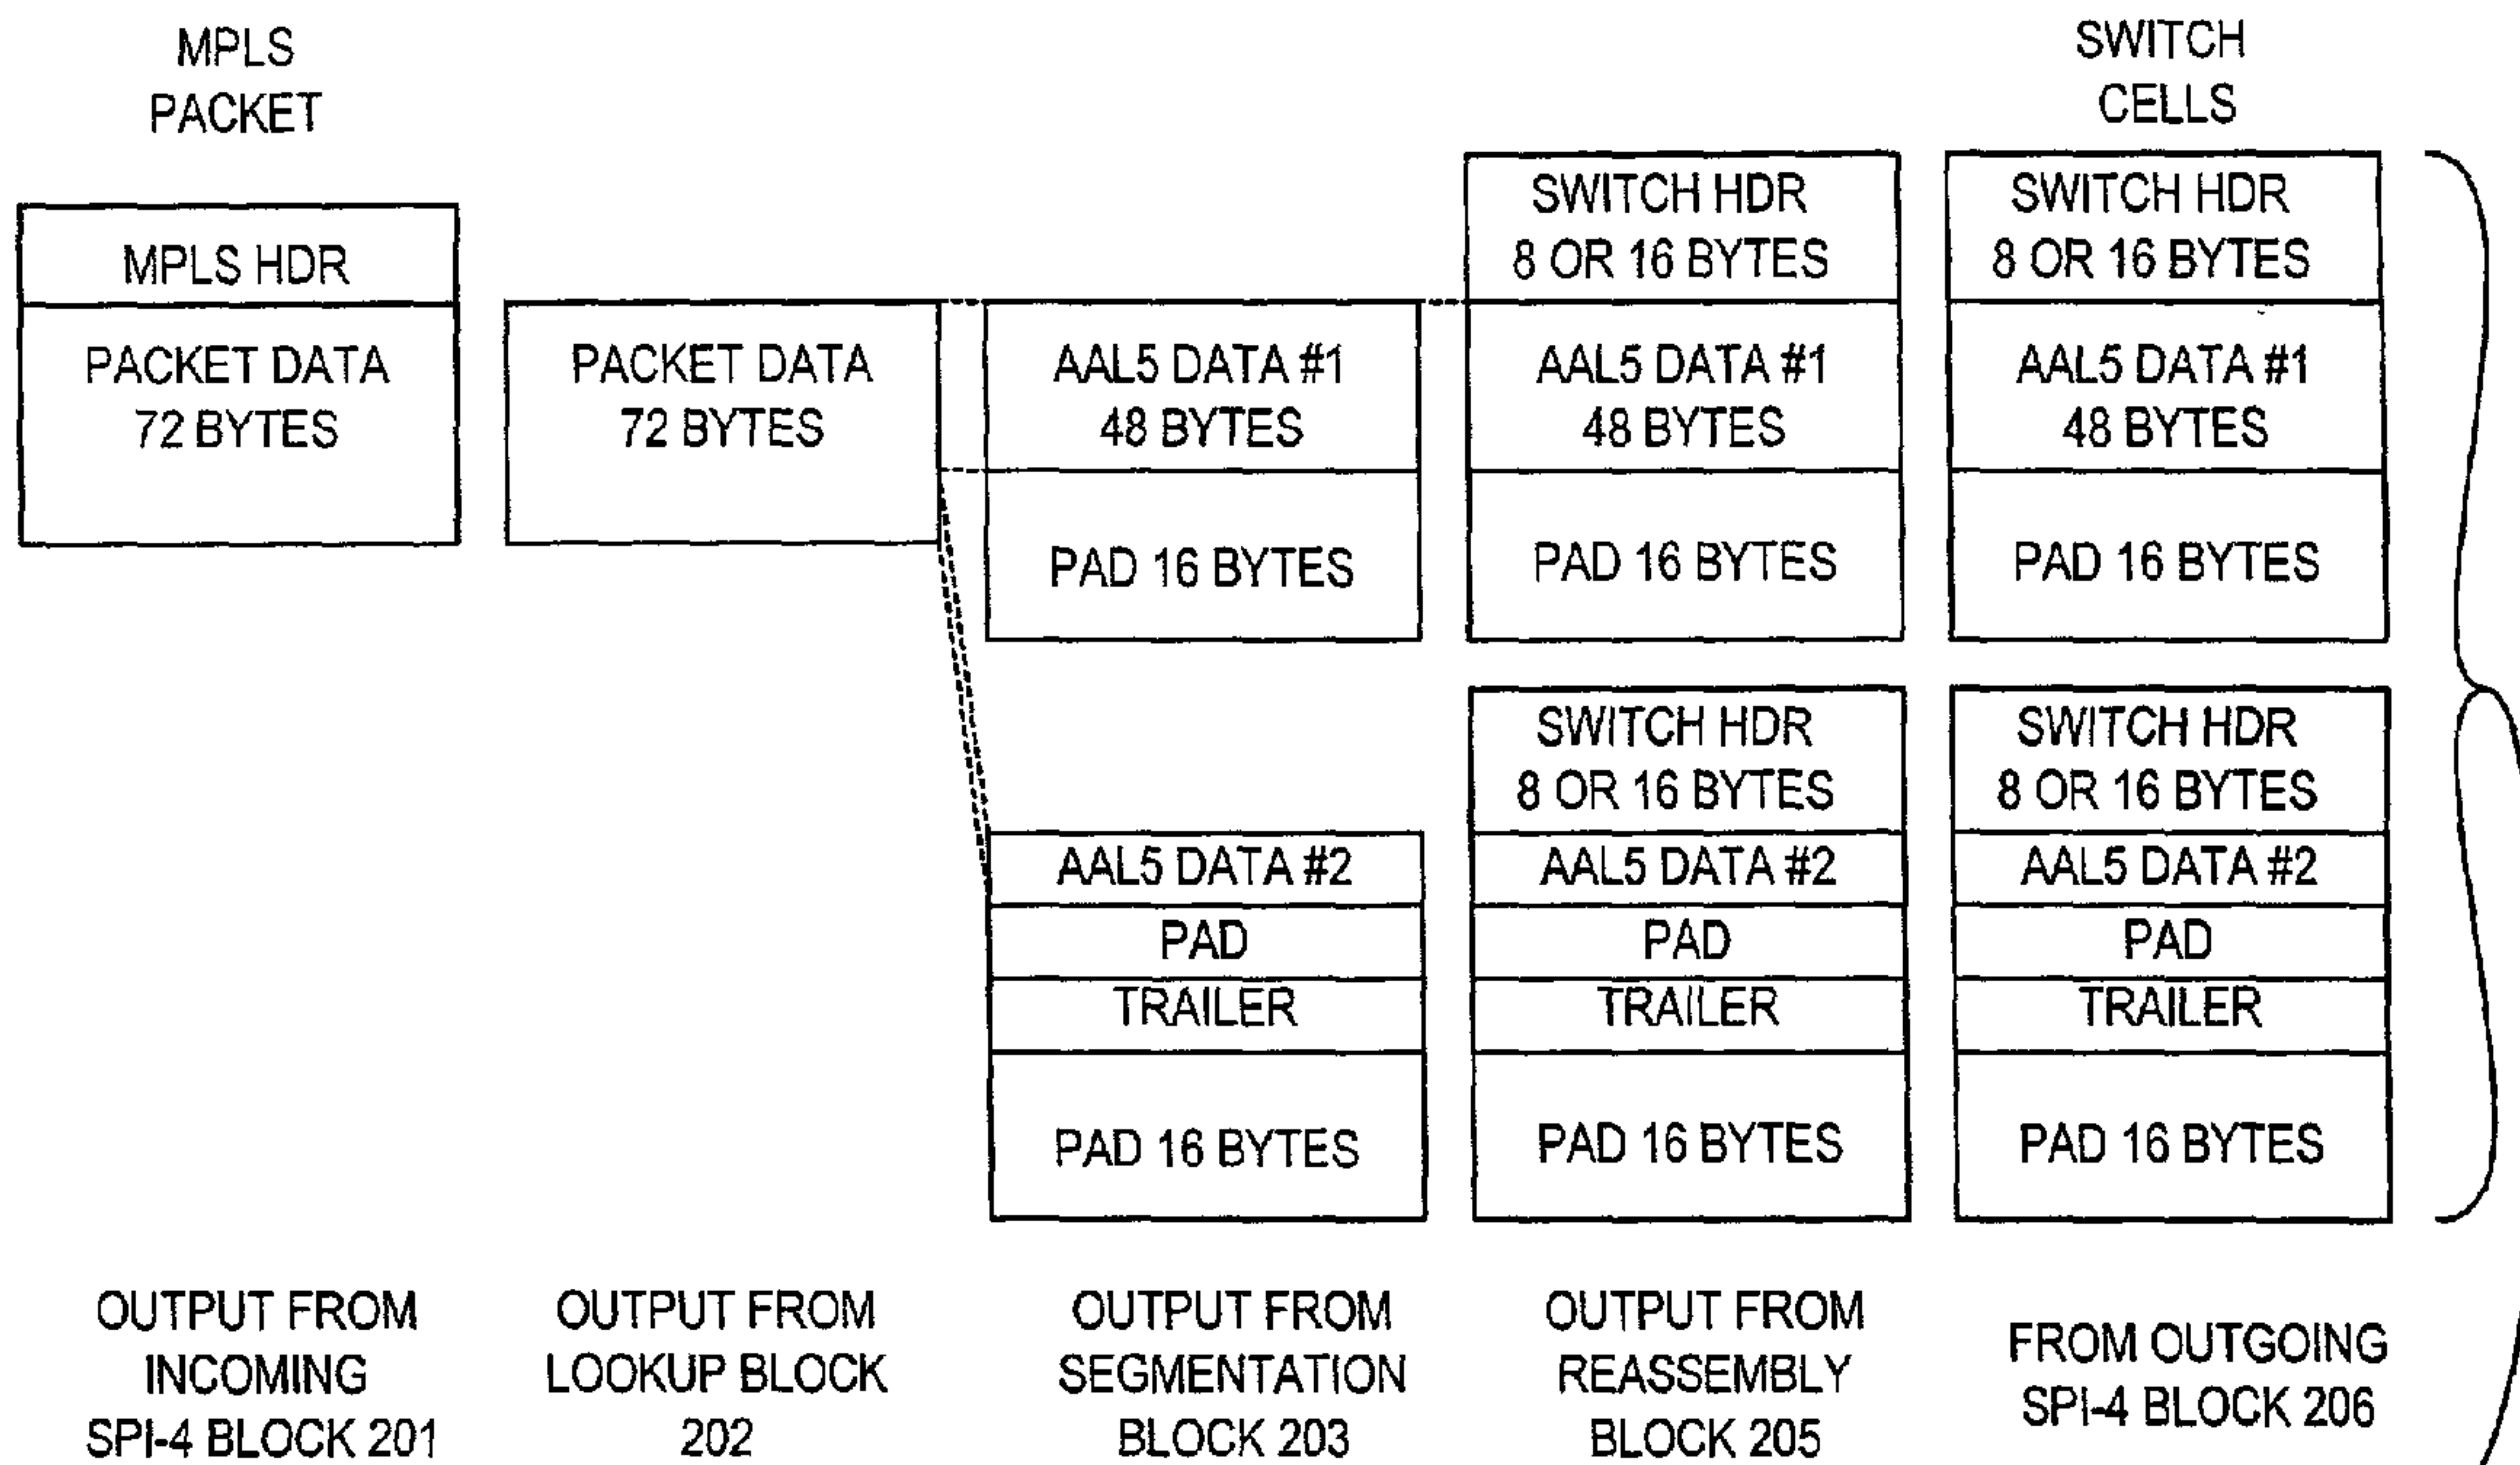 MPLS
PACKET
MPLS HDR
PACKET DATA
72 BYTES
OUTPUT FROM
INCOMING
SPI-4 BLOCK 201
PACKET DATA
72 BYTES
OUTPUT FROM
LOOKUP BLOCK
202
AAL5 DATA #1
48 BYTES
PAD 16 BYTES
AAL5 DATA #2
PAD
TRAILER
PAD 16 BYTES
OUTPUT FROM
SEGMENTATION
BLOCK 203
SWITCH HDR
8 OR 16 BYTES
AAL5 DATA #1
48 BYTES
PAD 16 BYTES
SWITCH HDR
8 OR 16 BYTES
AAL5 DATA #2
PAD
TRAILER
PAD 16 BYTES
OUTPUT FROM
REASSEMBLY
BLOCK 205
SWITCH
CELLS
SWITCH HDR
8 OR 16 BYTES
AAL5 DATA #1
48 BYTES
PAD 16 BYTES
SWITCH HDR
8 OR 16 BYTES
AAL5 DATA #2
PAD
TRAILER
PAD 16 BYTES
FROM OUTGOING
SPI-4 BLOCK 206